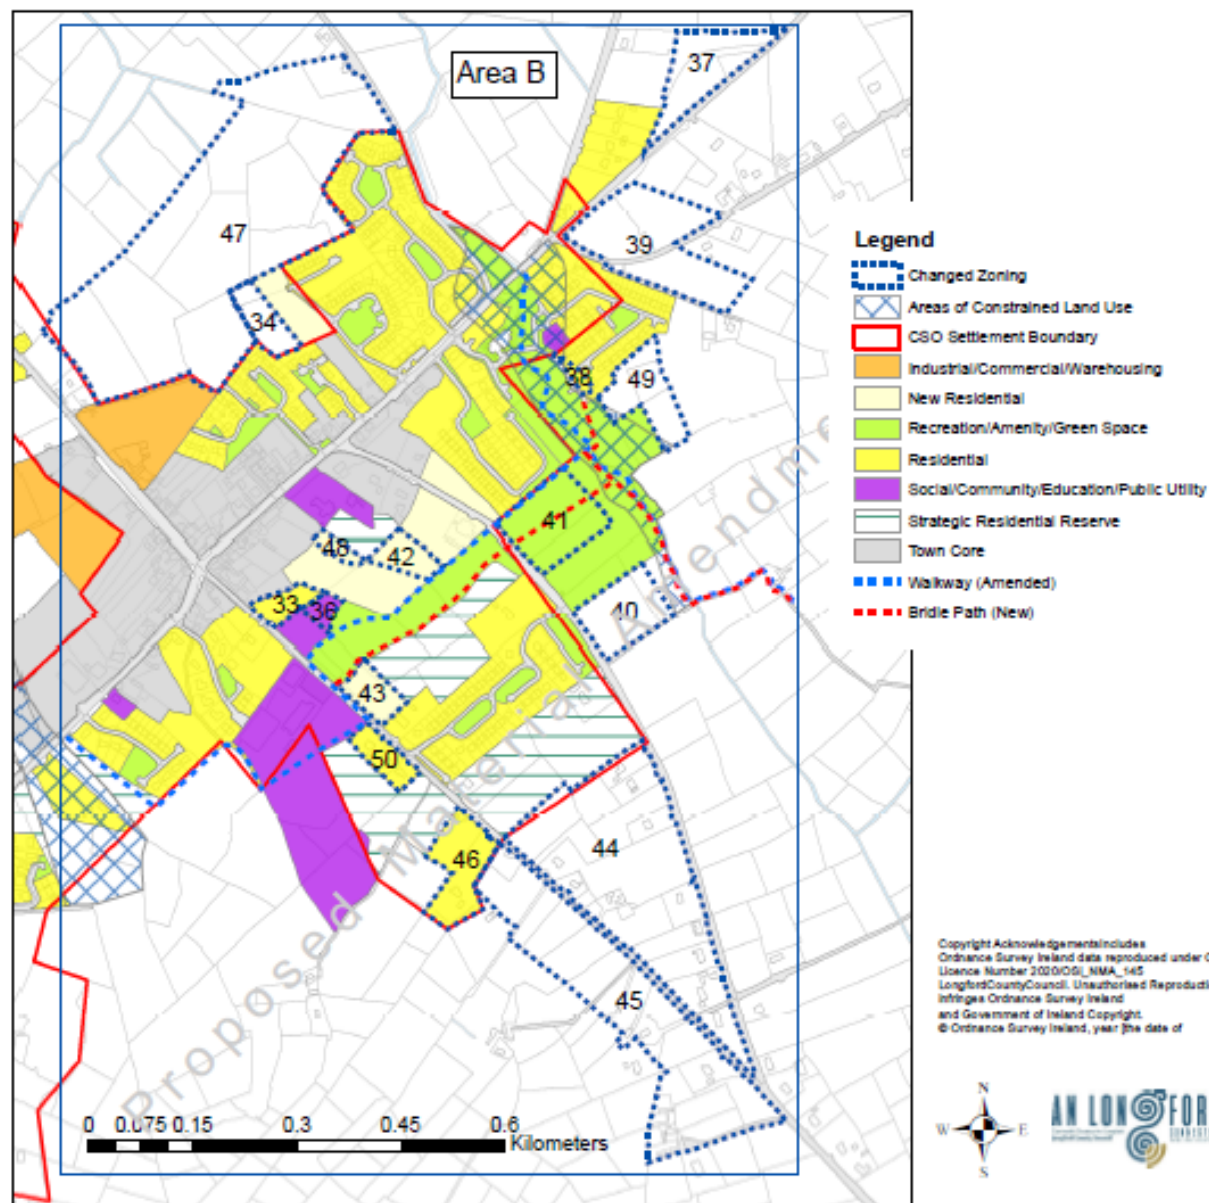 Area B
37
47
39
34
38
49
41
48
42
33
36
40
43
50
44
46
45
Proposed Material Amendme
0 0.075 0.15 0.3 0.45 0.6
Kilometers
Legend
Changed Zoning
Areas of Constrained Land Use
CSO Settlement Boundary
Industrial/Commercial/Warehousing
New Residential
Recreation/Amenity/Green Space
Residential
Social/Community/Education/Public Utility
Strategic Residential Reserve
Town Core
Walkway (Amended)
Bridle Path (New)
Copyright Acknowledgements Includes
Ordnance Survey Ireland data reproduced under O
Licence Number 2020/OSi_NMA_145
LongfordCountyCouncil. Unauthorised Reproducti
Infringes Ordnance Survey Ireland
and Government of Ireland Copyright.
© Ordnance Survey Ireland, year [the date of
N
W E
S
AN LONGFOR